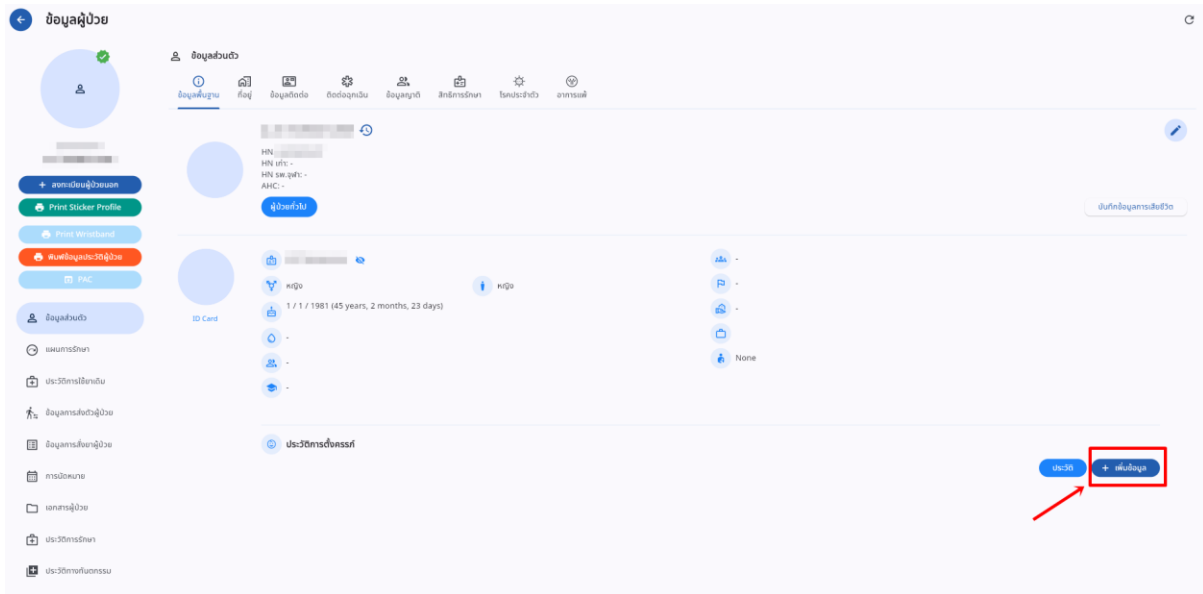 ข้อมูลผู้ป่วย
ข้อมูลส่วนตัว
ข้อมูลพื้นฐาน ที่อยู่ ข้อมูลติดต่อ ติดต่อฉุกเฉิน ข้อมูลญาติ สิทธิการรักษา โรคประจำตัว อาการแพ้
HN
HN เก่า: -
HN รพ.จุฬา: -
AHC: -
ผู้ป่วยทั่วไป
บันทึกข้อมูลการเสียชีวิต
+ ลงทะเบียนผู้ป่วยนอก
Print Sticker Profile
Print Wristband
พิมพ์ข้อมูลประวัติผู้ป่วย
PAC
ข้อมูลส่วนตัว
แผนการรักษา
ประวัติการใช้ยาเดิม
ข้อมูลการส่งตัวผู้ป่วย
ข้อมูลการสั่งยาผู้ป่วย
การนัดหมาย
เอกสารผู้ป่วย
ประวัติการรักษา
ประวัติทางทันตกรรม
ID Card
หญิง หญิง
1 / 1 / 1981 (45 years, 2 months, 23 days)
-
-
-
-
-
-
None
ประวัติการตั้งครรภ์
ประวัติ + เพิ่มข้อมูล